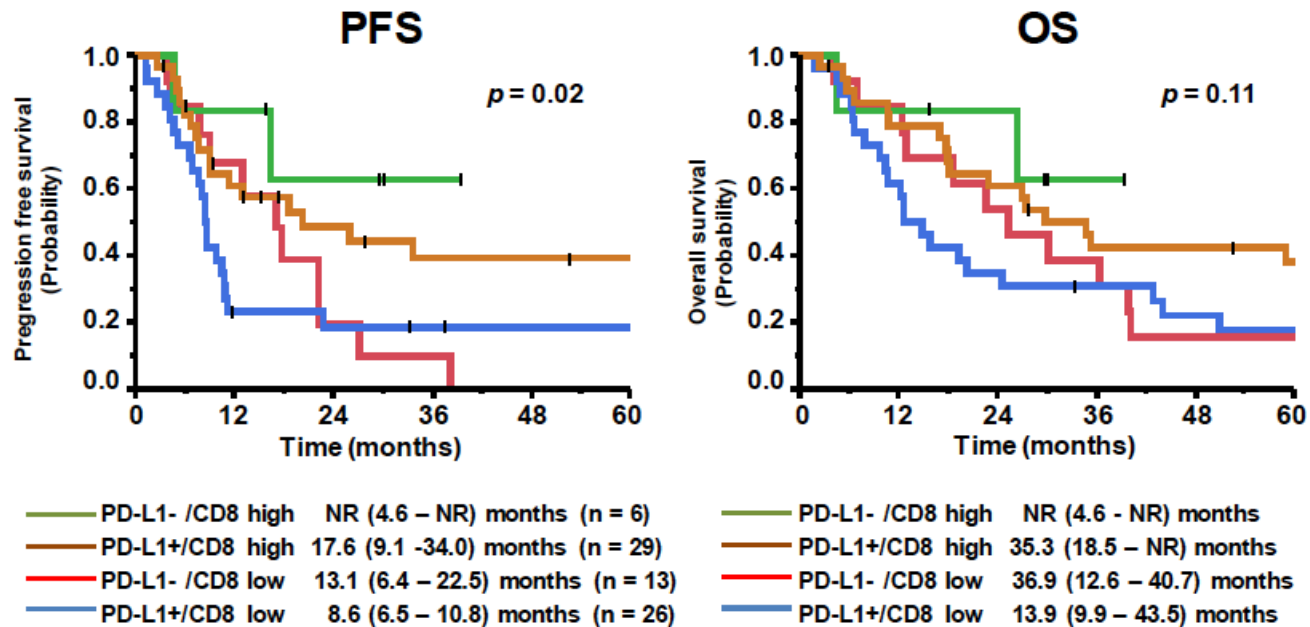 PFS
OS
Pregression free survival
(Probability)
1.0
0.8
0.6
0.4
0.2
0.0
p = 0.02
0 12 24 36 48 60
Time (months)
Overall survival
(Probability)
1.0
0.8
0.6
0.4
0.2
0.0
p = 0.11
0 12 24 36 48 60
Time (months)
PD-L1- /CD8 high NR (4.6 – NR) months (n = 6)
PD-L1+/CD8 high 17.6 (9.1 -34.0) months (n = 29)
PD-L1- /CD8 low 13.1 (6.4 – 22.5) months (n = 13)
PD-L1+/CD8 low 8.6 (6.5 – 10.8) months (n = 26)
PD-L1- /CD8 high NR (4.6 - NR) months
PD-L1+/CD8 high 35.3 (18.5 – NR) months
PD-L1- /CD8 low 36.9 (12.6 – 40.7) months
PD-L1+/CD8 low 13.9 (9.9 – 43.5) months